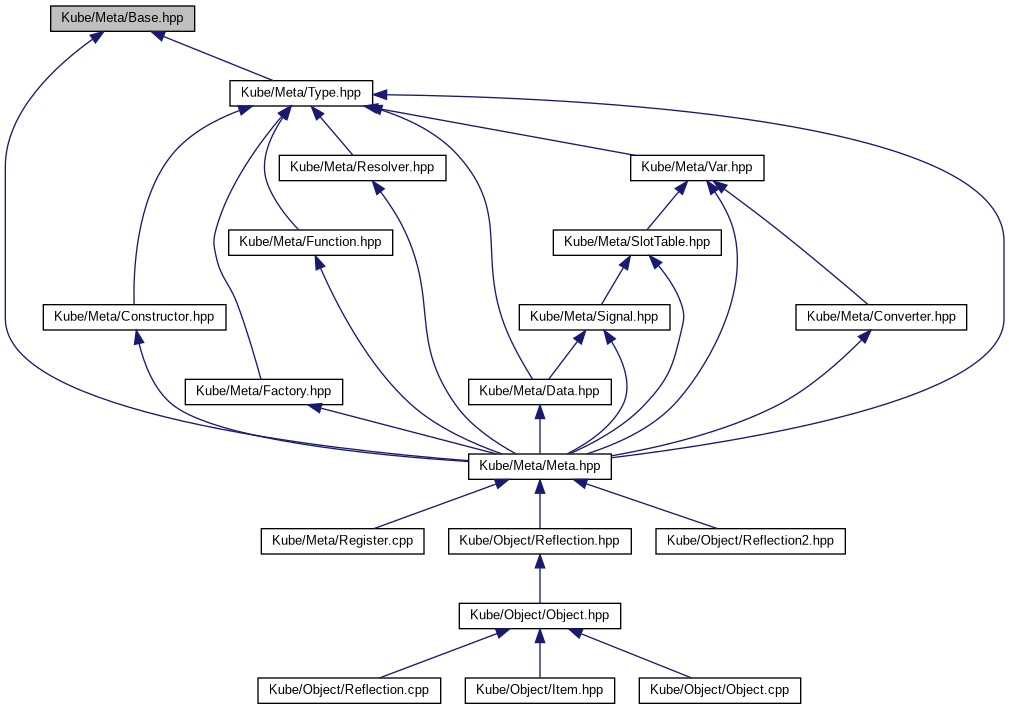 Kube/Meta/Base.hpp
Kube/Meta/Type.hpp
Kube/Meta/Resolver.hpp
Kube/Meta/Var.hpp
Kube/Meta/Function.hpp
Kube/Meta/SlotTable.hpp
Kube/Meta/Constructor.hpp
Kube/Meta/Signal.hpp
Kube/Meta/Converter.hpp
Kube/Meta/Factory.hpp
Kube/Meta/Data.hpp
Kube/Meta/Meta.hpp
Kube/Meta/Register.cpp
Kube/Object/Reflection.hpp
Kube/Object/Reflection2.hpp
Kube/Object/Object.hpp
Kube/Object/Reflection.cpp
Kube/Object/Item.hpp
Kube/Object/Object.cpp